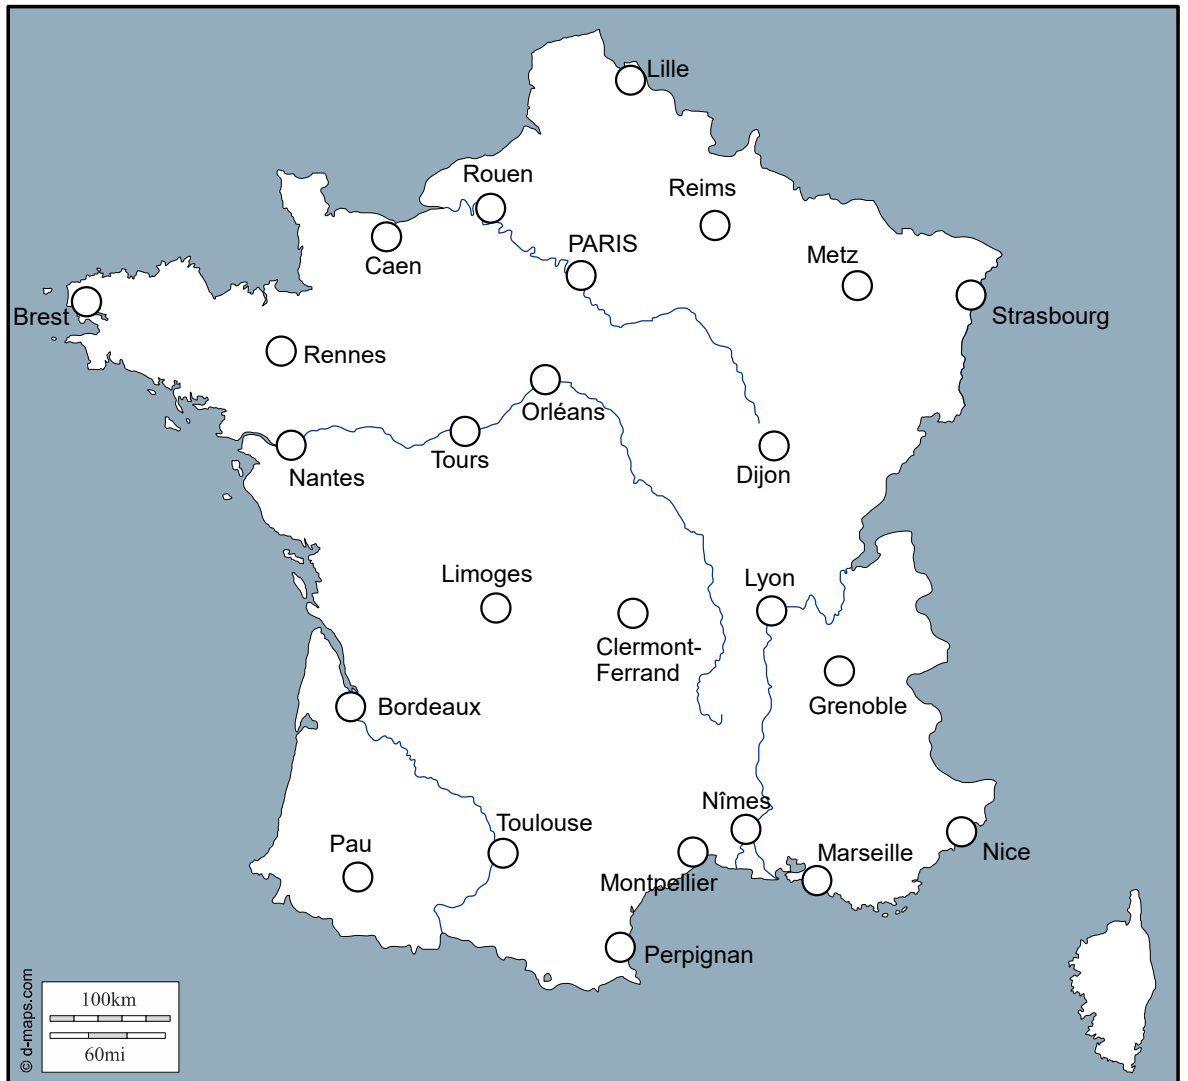 Lille
Rouen
Reims
PARIS
Metz
Caen
Brest
Strasbourg
Rennes
Orléans
Tours
Nantes
Dijon
Limoges
Lyon
Clermont-
Ferrand
Bordeaux
Grenoble
Nîmes
Toulouse
Pau
Marseille
Nice
Montpellier
Perpignan
100km
60mi
© d-maps.com